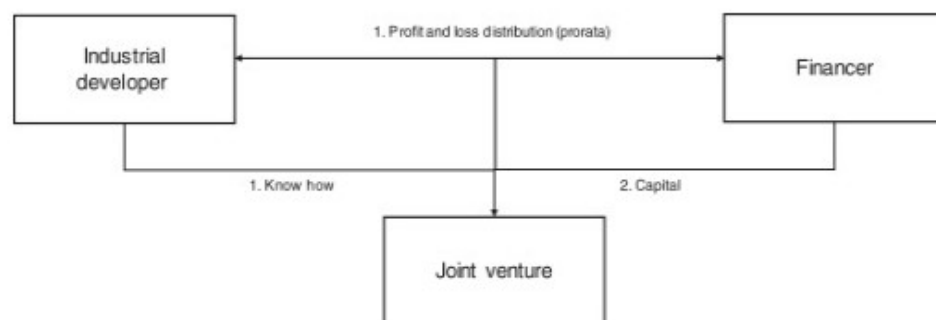 1. Profit and loss distribution (prorata)
Industrial
developer
Financer
1. Know how
2. Capital
Joint venture